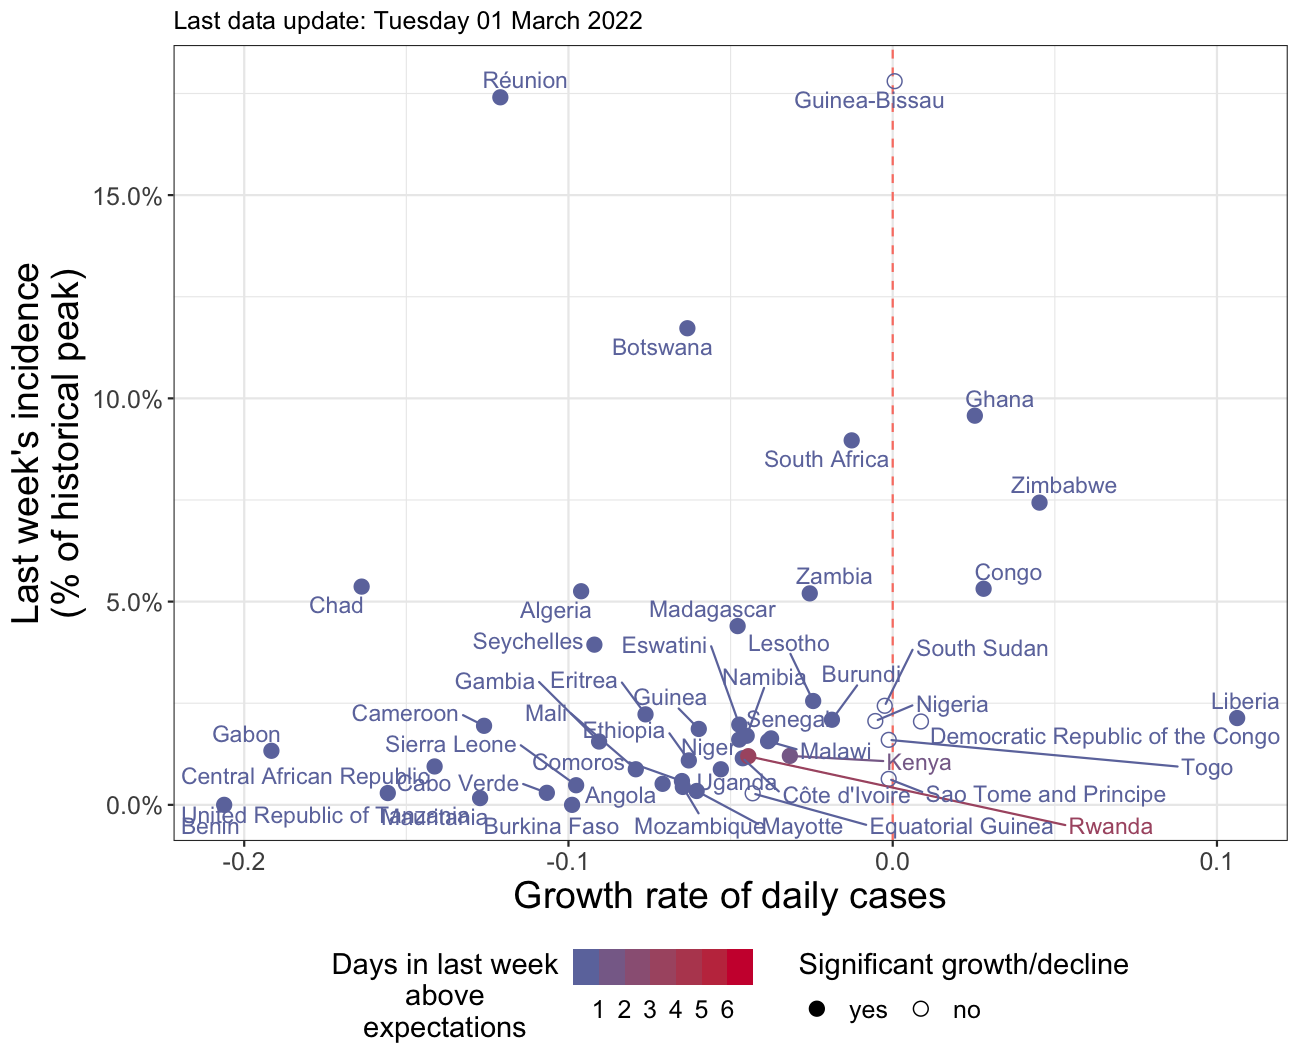 Last data update: Tuesday 01 March 2022
Réunion
Guinea-Bissau
15.0%
Botswana
10.0%
Ghana
South Africa
Zimbabwe
Last week's incidence
(% of historical peak)
Zambia
Congo
5.0%
Chad
Algeria
Madagascar
Seychelles
Eswatini
Lesotho
South Sudan
Gambia
Eritrea
Namibia
Burundi
Guinea
Nigeria
Liberia
Cameroon
Mali
Senegal
Gabon
Ethiopia
Democratic Republic of the Congo
Sierra Leone
Niger
Malawi
Comoros
Kenya
Togo
Central African Republic
Cabo Verde
Uganda
0.0%
Angola
Côte d'Ivoire
Sao Tome and Principe
United Republic of Tanzania
Mauritania
Benin
Burkina Faso
Mozambique
Mayotte
Equatorial Guinea
Rwanda
-0.2
-0.1
0.0
0.1
Growth rate of daily cases
Days in last week
above
expectations
1 2 3 4 5 6
Significant growth/decline
yes
no